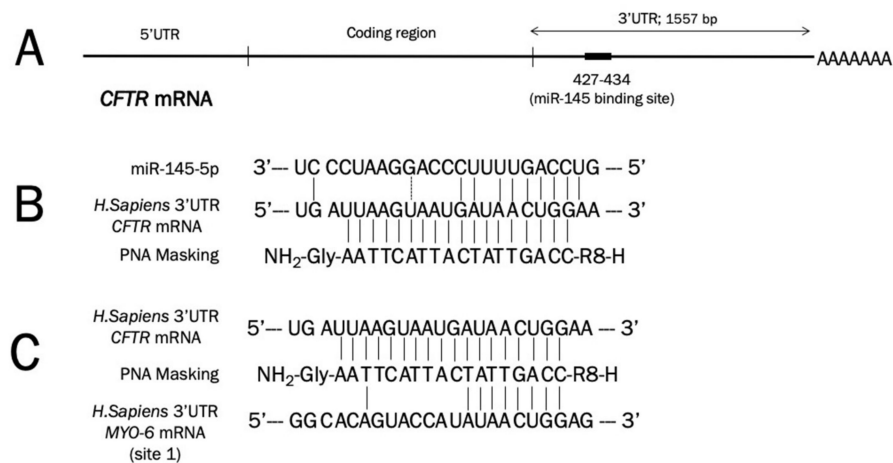 A
5'UTR
Coding region
3'UTR; 1557 bp
AAAAAAA
427-434
(miR-145 binding site)
CFTR mRNA
B
miR-145-5p
3'--- UC CCUAAGGACCCUUUUGACCUG --- 5'
H.Sapiens 3'UTR
CFTR mRNA
5'--- UG AUUAAGUAAUGAUAACUGGAA --- 3'
PNA Masking
NH2-Gly-AATTCATTACTATTGACC-R8-H
C
H.Sapiens 3'UTR
CFTR mRNA
5'--- UG AUUAAGUAAUGAUAACUGGAA --- 3'
PNA Masking
NH2-Gly-AATTCATTACTATTGACC-R8-H
H.Sapiens 3'UTR
MYO-6 mRNA
(site 1)
5'--- GGCACAGUACCAUAUAACUGGAG --- 3'